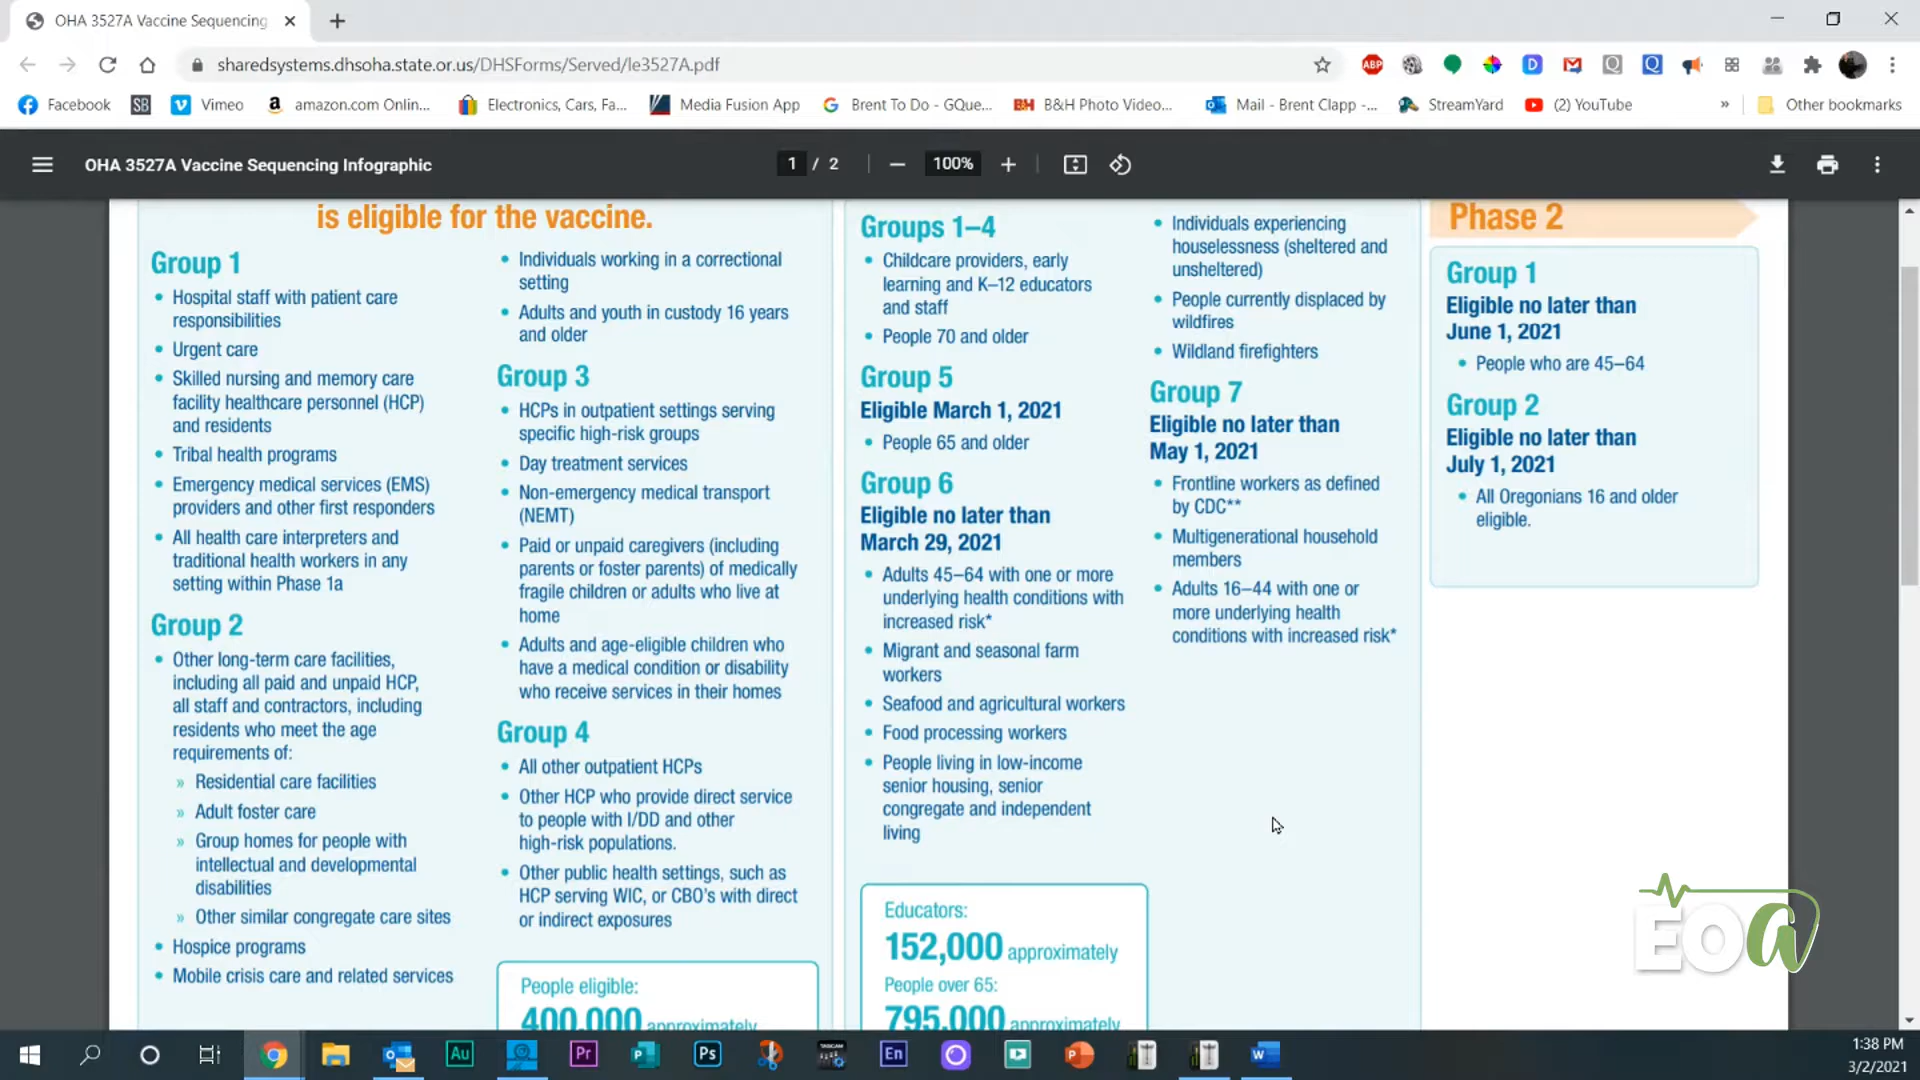 OHA 3527A Vaccine Sequencing
sharedsystems.dhsoha.state.or.us/DHSForms/Served/le3527A.pdf
ABP
D
Q
Q
Facebook
SB
Vimeo
amazon.com Onlin...
Electronics, Cars, Fa...
Media Fusion App
Brent To Do - GQue...
B&H Photo Video...
Mail - Brent Clapp -...
StreamYard
(2) YouTube
»
Other bookmarks
OHA 3527A Vaccine Sequencing Infographic
1 / 2
100%
is eligible for the vaccine.
Group 1
• Hospital staff with patient care
responsibilities
• Urgent care
• Skilled nursing and memory care
facility healthcare personnel (HCP)
and residents
• Tribal health programs
• Emergency medical services (EMS)
providers and other first responders
• All health care interpreters and
traditional health workers in any
setting within Phase 1a
Group 2
• Other long-term care facilities,
including all paid and unpaid HCP,
all staff and contractors, including
residents who meet the age
requirements of:
» Residential care facilities
» Adult foster care
» Group homes for people with
intellectual and developmental
disabilities
» Other similar congregate care sites
• Hospice programs
• Mobile crisis care and related services
• Individuals working in a correctional
setting
• Adults and youth in custody 16 years
and older
Group 3
• HCPs in outpatient settings serving
specific high-risk groups
• Day treatment services
• Non-emergency medical transport
(NEMT)
• Paid or unpaid caregivers (including
parents or foster parents) of medically
fragile children or adults who live at
home
• Adults and age-eligible children who
have a medical condition or disability
who receive services in their homes
Group 4
• All other outpatient HCPs
• Other HCP who provide direct service
to people with I/DD and other
high-risk populations.
• Other public health settings, such as
HCP serving WIC, or CBO's with direct
or indirect exposures
People eligible:
400,000 approximately
Groups 1–4
• Childcare providers, early
learning and K–12 educators
and staff
• People 70 and older
Group 5
Eligible March 1, 2021
• People 65 and older
Group 6
Eligible no later than
March 29, 2021
• Adults 45–64 with one or more
underlying health conditions with
increased risk*
• Migrant and seasonal farm
workers
• Seafood and agricultural workers
• Food processing workers
• People living in low-income
senior housing, senior
congregate and independent
living
Educators:
152,000 approximately
People over 65:
795,000 approximately
• Individuals experiencing
houselessness (sheltered and
unsheltered)
• People currently displaced by
wildfires
• Wildland firefighters
Group 7
Eligible no later than
May 1, 2021
• Frontline workers as defined
by CDC**
• Multigenerational household
members
• Adults 16–44 with one or
more underlying health
conditions with increased risk*
Phase 2
Group 1
Eligible no later than
June 1, 2021
• People who are 45–64
Group 2
Eligible no later than
July 1, 2021
• All Oregonians 16 and older
eligible.
EOa
Au
Pr
P
Ps
TASCAM
En
P
W
1:38 PM
3/2/2021